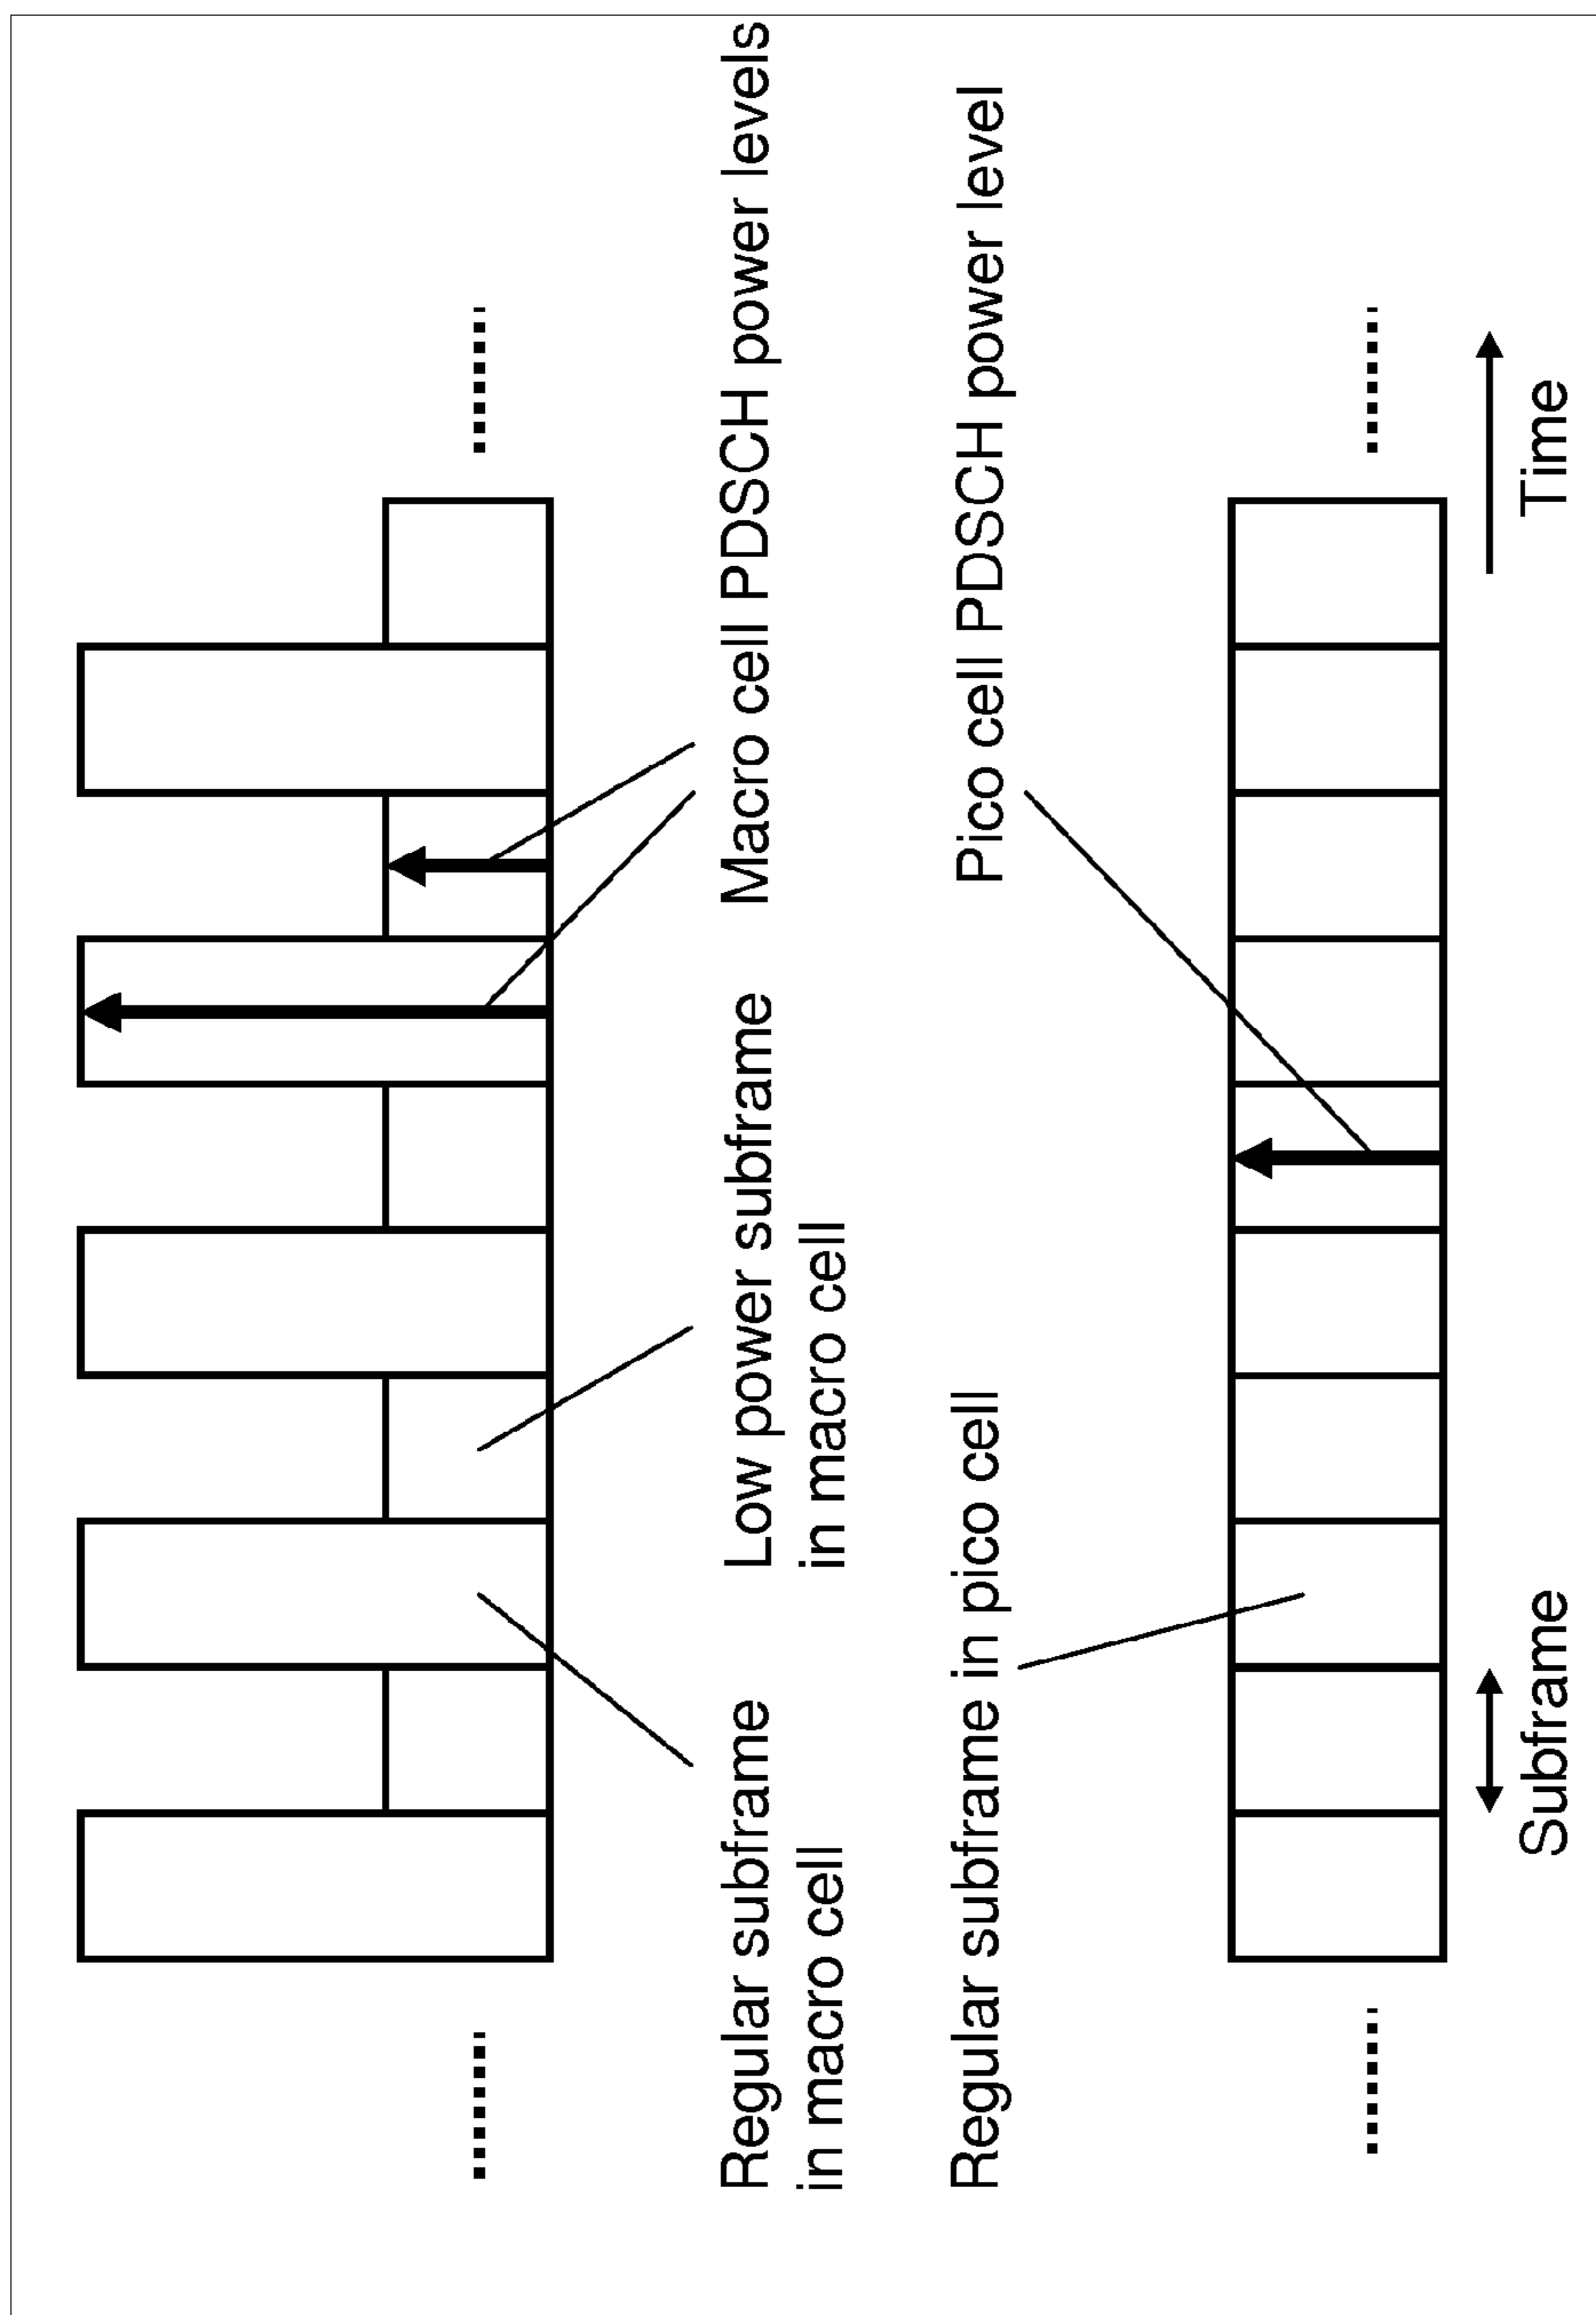 Regular subframe
in macro cell
Low power subframe
in macro cell
Macro cell PDSCH power levels
Regular subframe in pico cell
Pico cell PDSCH power level
Subframe
Time